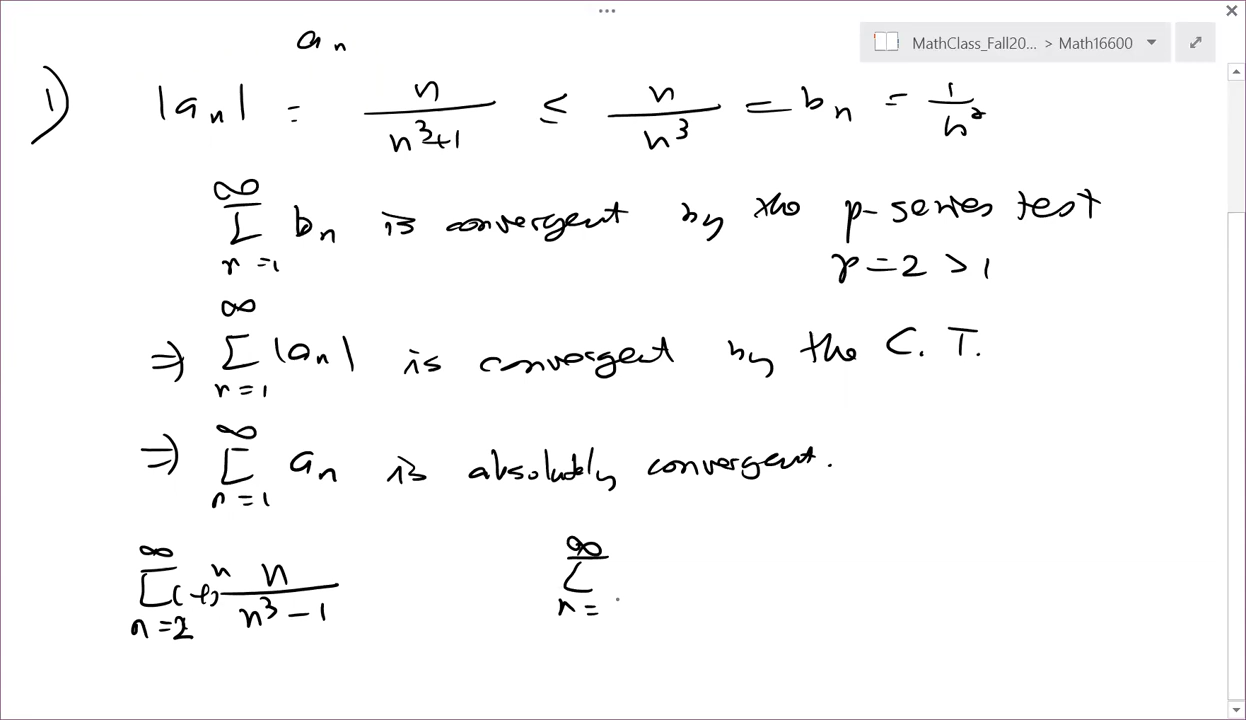 a_n
MathClass_Fall20... > Math16600
1) |a_n| = n/(n^3+1) ≤ n/n^3 = b_n = 1/n^2
∑_{n=1}^{∞} b_n is convergent by the p-series test
p=2 > 1
⇒ ∑_{n=1}^{∞} |a_n| is convergent by the C. T.
⇒ ∑_{n=1}^{∞} a_n is absolutely convergent.
∑_{n=2}^{∞} (-1)^n n/(n^3-1) ∑_{n=}^{∞}